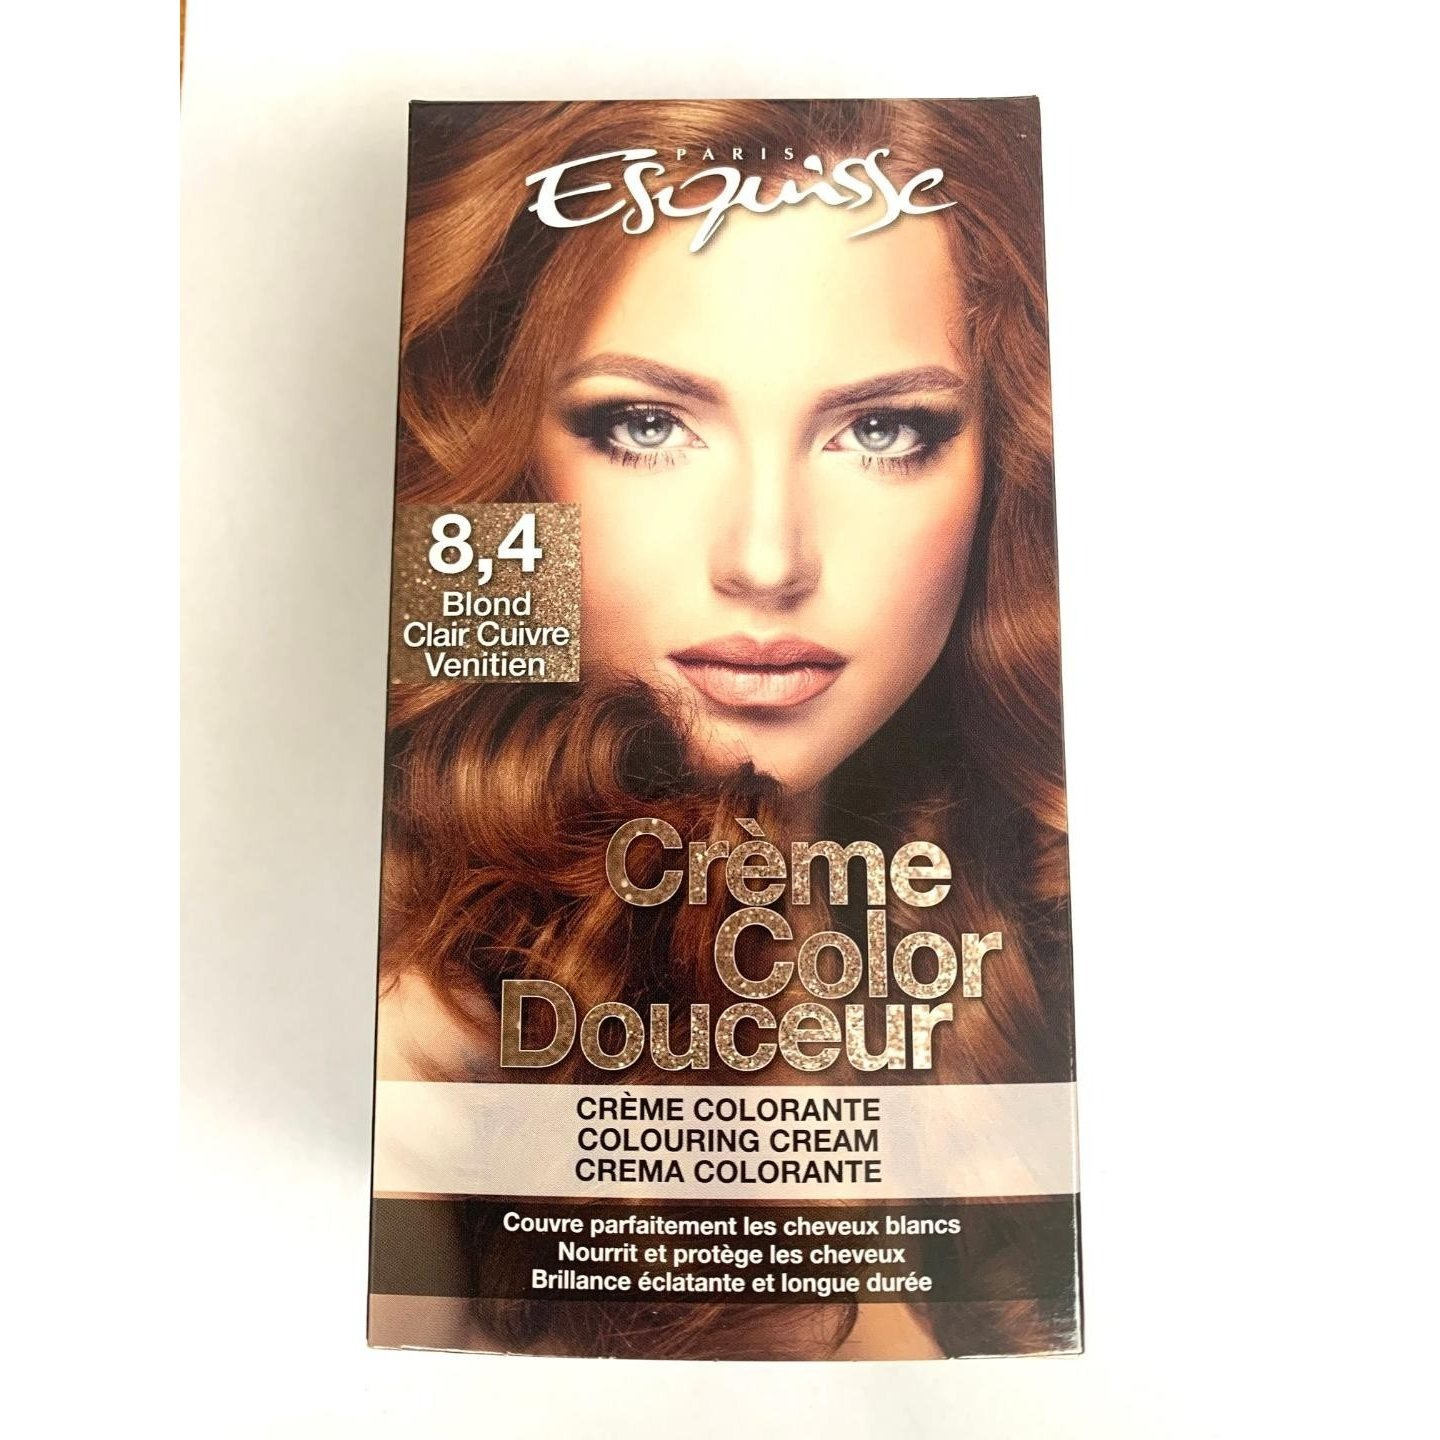 PARIS
Esquisse
8,4
Blond
Clair Cuivre
Venitien
Crème
Color
Douceur
CRÈME COLORANTE
COLOURING CREAM
CREMA COLORANTE
Couvre parfaitement les cheveux blancs
Nourrit et protège les cheveux
Brillance éclatante et longue durée